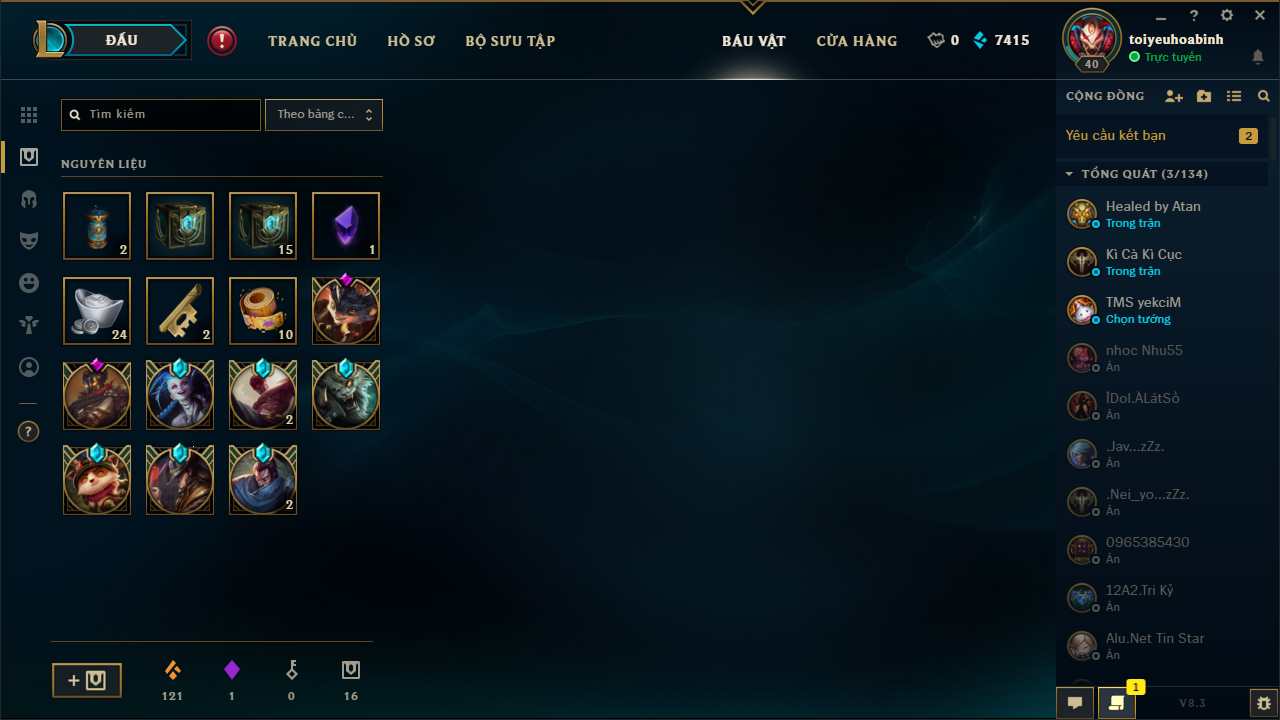 ĐẤU
TRANG CHỦ
HỒ SƠ
BỘ SƯU TẬP
BÁU VẬT
CỬA HÀNG
0
7415
40
toiyeuhoabinh
Trực tuyến
Tìm kiếm
Theo bảng c...
NGUYÊN LIỆU
2
15
1
24
2
10
2
2
121
1
0
16
CỘNG ĐỒNG
Yêu cầu kết bạn
2
TỔNG QUÁT (3/134)
Healed by Atan
Trong trận
Kì Cà Kì Cục
Trong trận
TMS yekciM
Chọn tướng
nhoc Nhu55
Ẩn
ÎDol.ÀLátSò
Ẩn
.Jav...zZz.
Ẩn
.Nei_yo...zZz.
Ẩn
0965385430
Ẩn
12A2.Tri Kỷ
Ẩn
Alu.Net Tin Star
Ẩn
1
V8.3